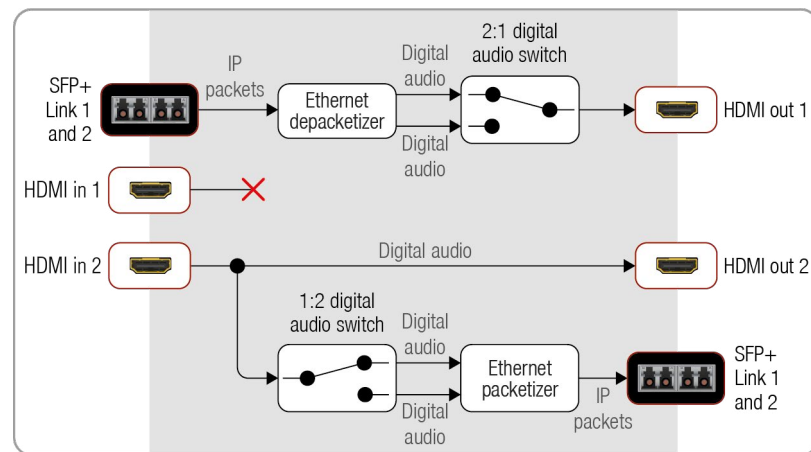 SFP+
Link 1
and 2
IP
packets
Ethernet
depacketizer
Digital
audio
Digital
audio
2:1 digital
audio switch
HDMI out 1
HDMI in 1
HDMI in 2
Digital audio
HDMI out 2
1:2 digital
audio switch
Digital
audio
Digital
audio
Ethernet
packetizer
IP
packets
SFP+
Link 1
and 2